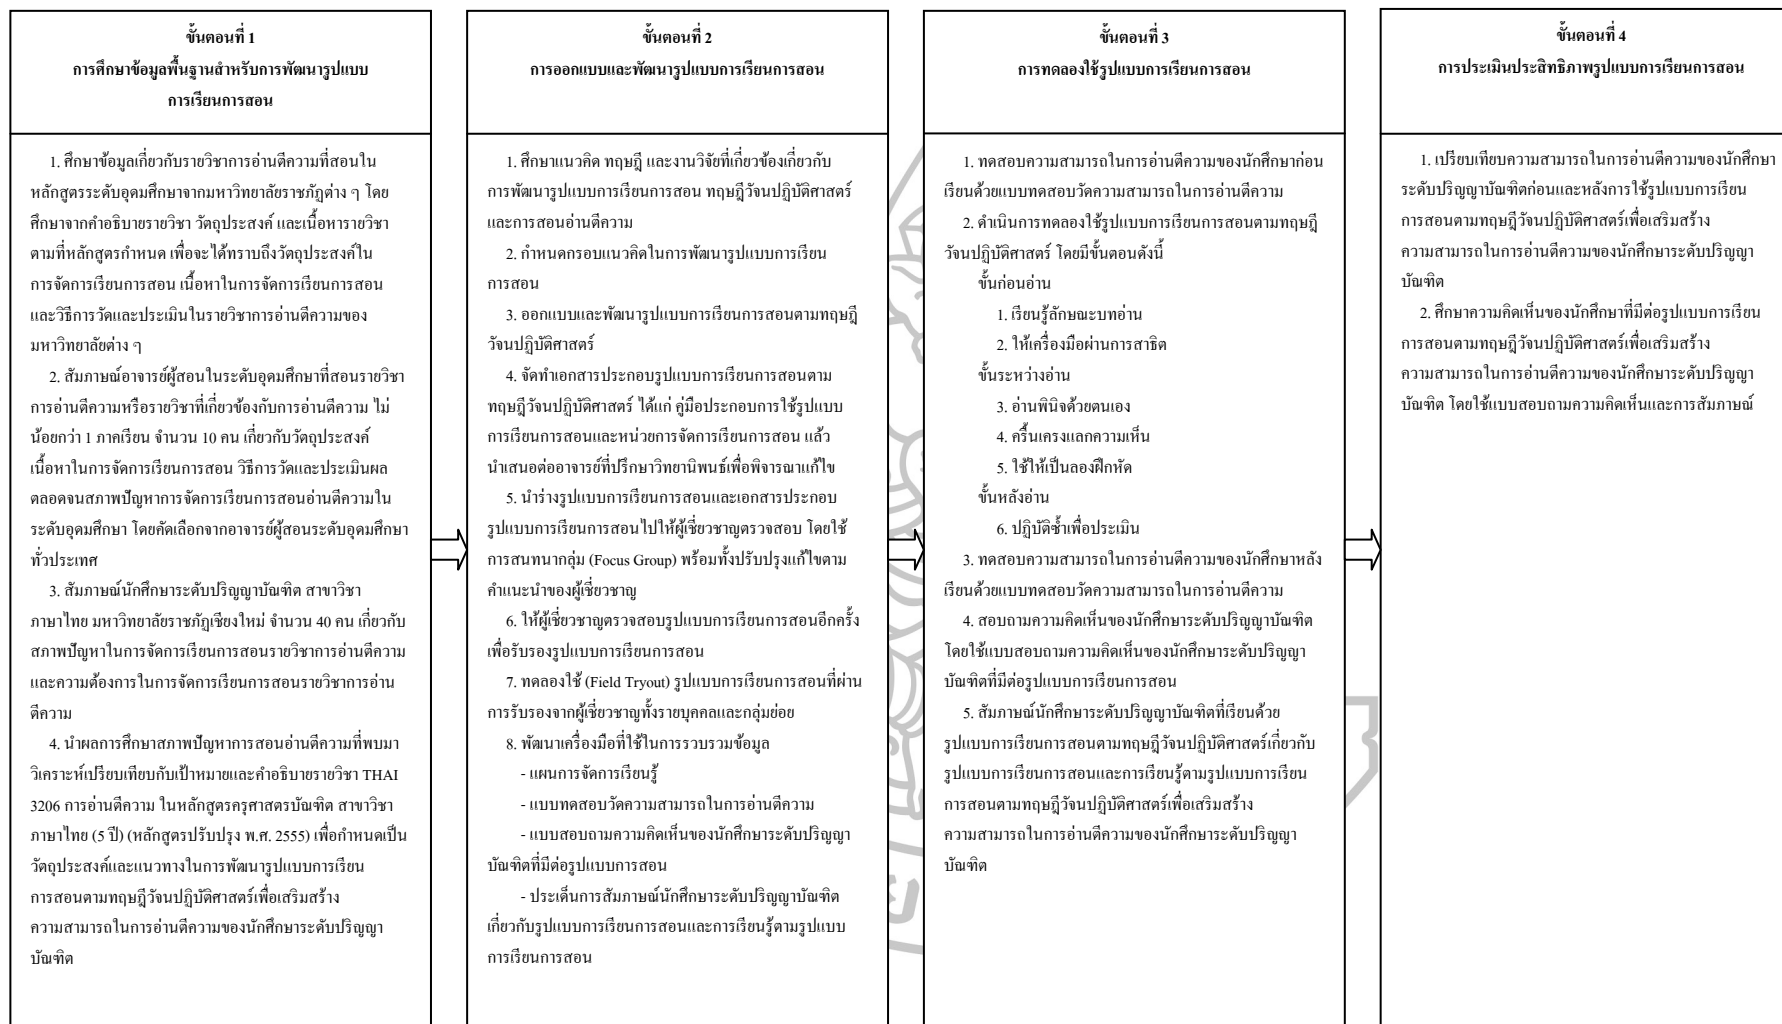 ขั้นตอนที่ 1
การศึกษาข้อมูลพื้นฐานสำหรับการพัฒนารูปแบบ
การเรียนการสอน
1. ศึกษาข้อมูลเกี่ยวกับรายวิชาการอ่านตีความที่สอนใน
หลักสูตรระดับอุดมศึกษาจากมหาวิทยาลัยราชภัฏต่าง ๆ โดย
ศึกษาจากคำอธิบายรายวิชา วัตถุประสงค์ และเนื้อหารายวิชา
ตามที่หลักสูตรกำหนด เพื่อจะได้ทราบถึงวัตถุประสงค์ใน
การจัดการเรียนการสอน เนื้อหาในการจัดการเรียนการสอน
และวิธีการวัดและประเมินในรายวิชาการอ่านตีความของ
มหาวิทยาลัยต่าง ๆ
2. สัมภาษณ์อาจารย์ผู้สอนในระดับอุดมศึกษาที่สอนรายวิชา
การอ่านตีความหรือรายวิชาที่เกี่ยวข้องกับการอ่านตีความ ไม่
น้อยกว่า 1 ภาคเรียน จำนวน 10 คน เกี่ยวกับวัตถุประสงค์
เนื้อหาในการจัดการเรียนการสอน วิธีการวัดและประเมินผล
ตลอดจนสภาพปัญหาการจัดการเรียนการสอนอ่านตีความใน
ระดับอุดมศึกษา โดยคัดเลือกจากอาจารย์ผู้สอนระดับอุดมศึกษา
ทั่วประเทศ
3. สัมภาษณ์นักศึกษาระดับปริญญาบัณฑิต สาขาวิชา
ภาษาไทย มหาวิทยาลัยราชภัฏเชียงใหม่ จำนวน 40 คน เกี่ยวกับ
สภาพปัญหาในการจัดการเรียนการสอนรายวิชาการอ่านตีความ
และความต้องการในการจัดการเรียนการสอนรายวิชาการอ่าน
ตีความ
4. นำผลการศึกษาสภาพปัญหาการสอนอ่านตีความที่พบมา
วิเคราะห์เปรียบเทียบกับเป้าหมายและคำอธิบายรายวิชา THAI
3206 การอ่านตีความ ในหลักสูตรครุศาสตรบัณฑิต สาขาวิชา
ภาษาไทย (5 ปี) (หลักสูตรปรับปรุง พ.ศ. 2555) เพื่อกำหนดเป็น
วัตถุประสงค์และแนวทางในการพัฒนารูปแบบการเรียน
การสอนตามทฤษฎีวัจนปฏิบัติศาสตร์เพื่อเสริมสร้าง
ความสามารถในการอ่านตีความของนักศึกษาระดับปริญญา
บัณฑิต
ขั้นตอนที่ 2
การออกแบบและพัฒนารูปแบบการเรียนการสอน
1. ศึกษาแนวคิด ทฤษฎี และงานวิจัยที่เกี่ยวข้องเกี่ยวกับ
การพัฒนารูปแบบการเรียนการสอน ทฤษฎีวัจนปฏิบัติศาสตร์
และการสอนอ่านตีความ
2. กำหนดกรอบแนวคิดในการพัฒนารูปแบบการเรียน
การสอน
3. ออกแบบและพัฒนารูปแบบการเรียนการสอนตามทฤษฎี
วัจนปฏิบัติศาสตร์
4. จัดทำเอกสารประกอบรูปแบบการเรียนการสอนตาม
ทฤษฎีวัจนปฏิบัติศาสตร์ ได้แก่ คู่มือประกอบการใช้รูปแบบ
การเรียนการสอนและหน่วยการจัดการเรียนการสอน แล้ว
นำเสนอต่ออาจารย์ที่ปรึกษาวิทยานิพนธ์เพื่อพิจารณาแก้ไข
5. นำร่างรูปแบบการเรียนการสอนและเอกสารประกอบ
รูปแบบการเรียนการสอนไปให้ผู้เชี่ยวชาญตรวจสอบ โดยใช้
การสนทนากลุ่ม (Focus Group) พร้อมทั้งปรับปรุงแก้ไขตาม
คำแนะนำของผู้เชี่ยวชาญ
6. ให้ผู้เชี่ยวชาญตรวจสอบรูปแบบการเรียนการสอนอีกครั้ง
เพื่อรับรองรูปแบบการเรียนการสอน
7. ทดลองใช้ (Field Tryout) รูปแบบการเรียนการสอนที่ผ่าน
การรับรองจากผู้เชี่ยวชาญทั้งรายบุคคลและกลุ่มย่อย
8. พัฒนาเครื่องมือที่ใช้ในการรวบรวมข้อมูล
- แผนการจัดการเรียนรู้
- แบบทดสอบวัดความสามารถในการอ่านตีความ
- แบบสอบถามความคิดเห็นของนักศึกษาระดับปริญญา
บัณฑิตที่มีต่อรูปแบบการสอน
- ประเด็นการสัมภาษณ์นักศึกษาระดับปริญญาบัณฑิต
เกี่ยวกับรูปแบบการเรียนการสอนและการเรียนรู้ตามรูปแบบ
การเรียนการสอน
ขั้นตอนที่ 3
การทดลองใช้รูปแบบการเรียนการสอน
1. ทดสอบความสามารถในการอ่านตีความของนักศึกษาก่อน
เรียนด้วยแบบทดสอบวัดความสามารถในการอ่านตีความ
2. ดำเนินการทดลองใช้รูปแบบการเรียนการสอนตามทฤษฎี
วัจนปฏิบัติศาสตร์ โดยมีขั้นตอนดังนี้
ขั้นก่อนอ่าน
1. เรียนรู้ลักษณะบทอ่าน
2. ให้เครื่องมือผ่านการสาธิต
ขั้นระหว่างอ่าน
3. อ่านพินิจด้วยตนเอง
4. ครื้นเครงแลกความเห็น
5. ใช้ให้เป็นลองฝึกหัด
ขั้นหลังอ่าน
6. ปฏิบัติซ้ำเพื่อประเมิน
3. ทดสอบความสามารถในการอ่านตีความของนักศึกษาหลัง
เรียนด้วยแบบทดสอบวัดความสามารถในการอ่านตีความ
4. สอบถามความคิดเห็นของนักศึกษาระดับปริญญาบัณฑิต
โดยใช้แบบสอบถามความคิดเห็นของนักศึกษาระดับปริญญา
บัณฑิตที่มีต่อรูปแบบการเรียนการสอน
5. สัมภาษณ์นักศึกษาระดับปริญญาบัณฑิตที่เรียนด้วย
รูปแบบการเรียนการสอนตามทฤษฎีวัจนปฏิบัติศาสตร์เกี่ยวกับ
รูปแบบการเรียนการสอนและการเรียนรู้ตามรูปแบบการเรียน
การสอนตามทฤษฎีวัจนปฏิบัติศาสตร์เพื่อเสริมสร้าง
ความสามารถในการอ่านตีความของนักศึกษาระดับปริญญา
บัณฑิต
ขั้นตอนที่ 4
การประเมินประสิทธิภาพรูปแบบการเรียนการสอน
1. เปรียบเทียบความสามารถในการอ่านตีความของนักศึกษา
ระดับปริญญาบัณฑิตก่อนและหลังการใช้รูปแบบการเรียน
การสอนตามทฤษฎีวัจนปฏิบัติศาสตร์เพื่อเสริมสร้าง
ความสามารถในการอ่านตีความของนักศึกษาระดับปริญญา
บัณฑิต
2. ศึกษาความคิดเห็นของนักศึกษาที่มีต่อรูปแบบการเรียน
การสอนตามทฤษฎีวัจนปฏิบัติศาสตร์เพื่อเสริมสร้าง
ความสามารถในการอ่านตีความของนักศึกษาระดับปริญญา
บัณฑิต โดยใช้แบบสอบถามความคิดเห็นและการสัมภาษณ์